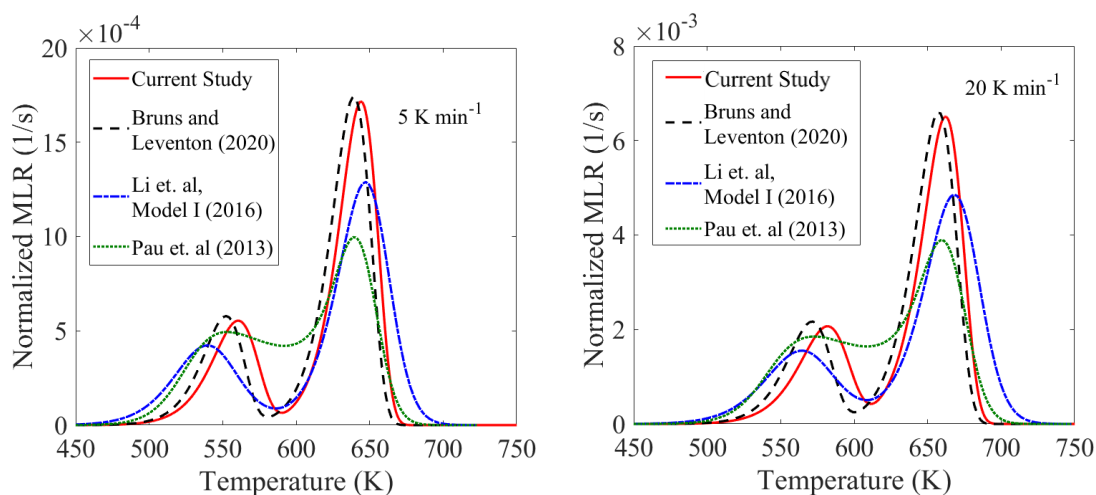 ×10-4
20
15
10
5
0
Normalized MLR (1/s)
Current Study
Bruns and
Leventon (2020)
Li et. al,
Model I (2016)
Pau et. al (2013)
5 K min-1
450 500 550 600 650 700 750
Temperature (K)
×10-3
8
6
4
2
0
Normalized MLR (1/s)
Current Study
Bruns and
Leventon (2020)
Li et. al,
Model I (2016)
Pau et. al (2013)
20 K min-1
450 500 550 600 650 700 750
Temperature (K)